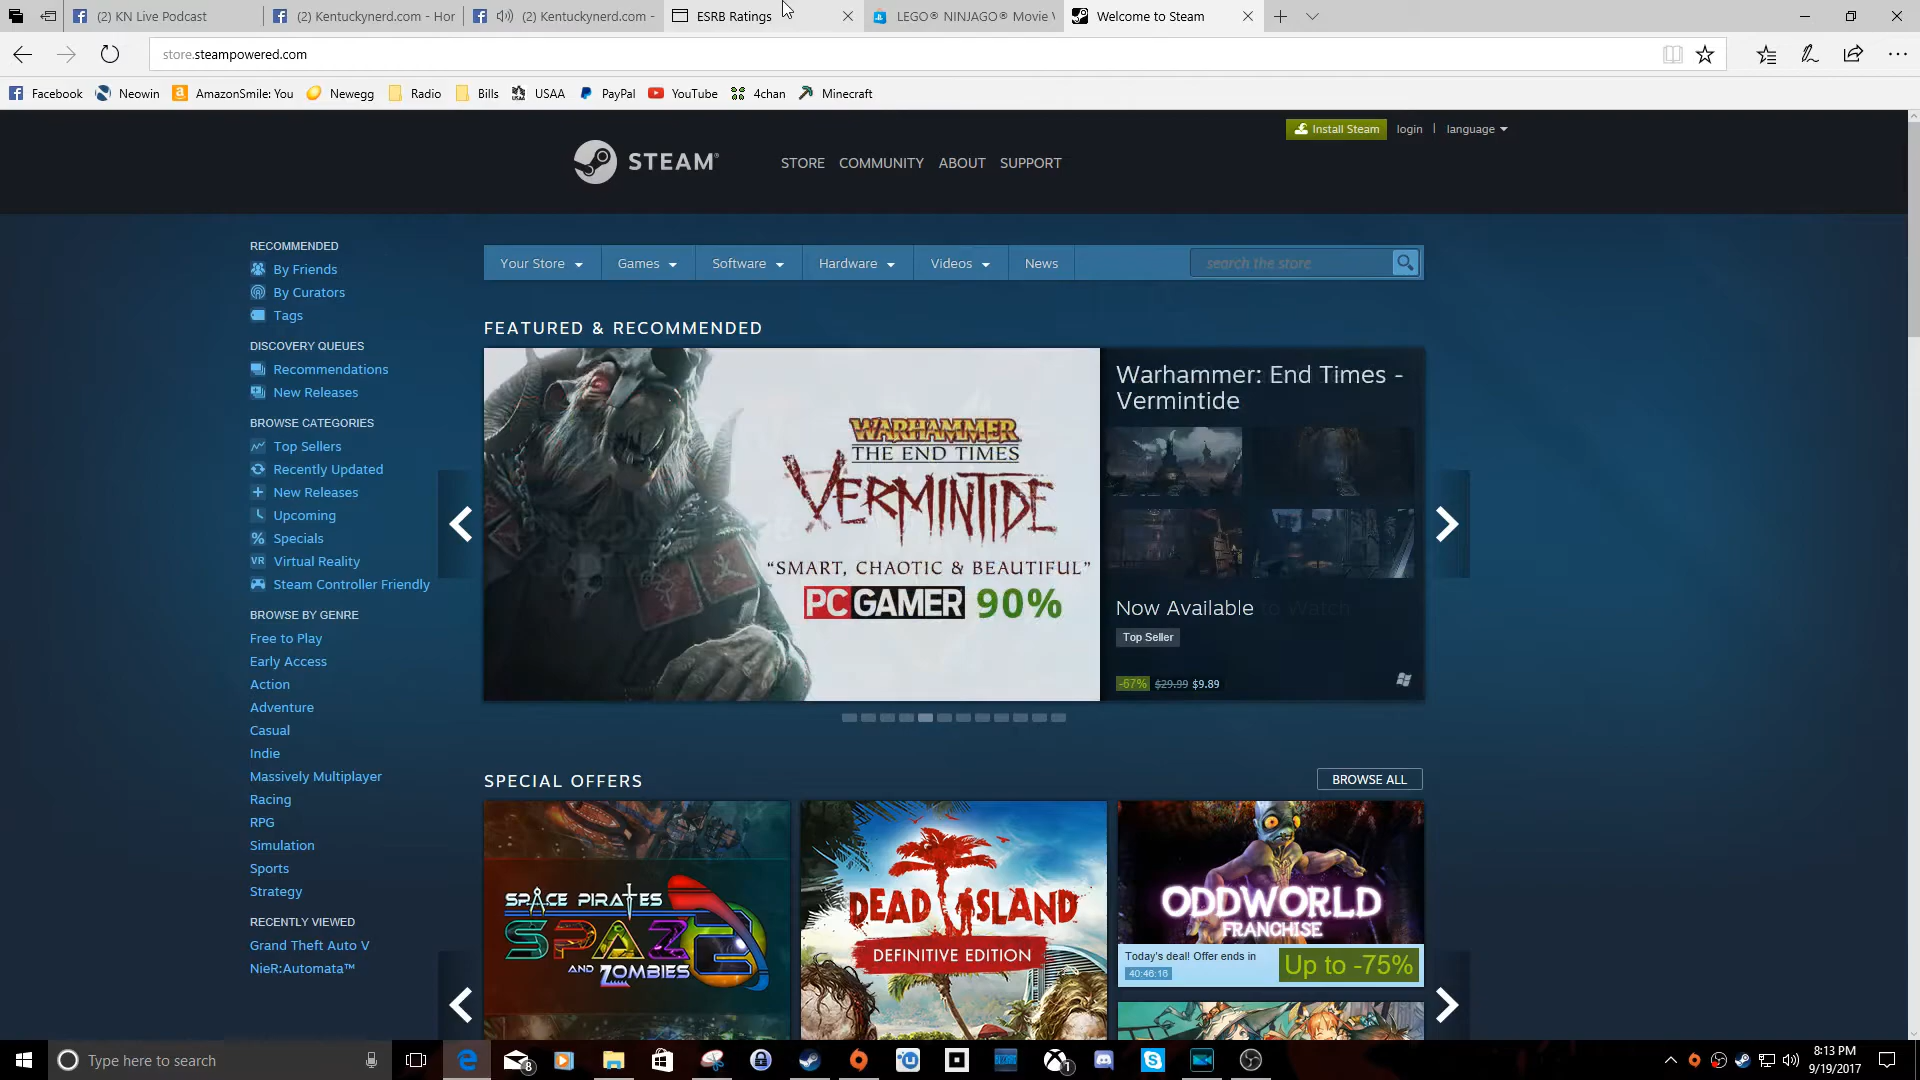 (2) KN Live Podcast
(2) Kentuckynerd.com - Hor
(2) Kentuckynerd.com -
ESRB Ratings
LEGO® NINJAGO® Movie V
Welcome to Steam
store.steampowered.com
Facebook
Neowin
AmazonSmile: You
Newegg
Radio
Bills
USAA
PayPal
YouTube
4chan
Minecraft
Install Steam
login
|
language
STEAM®
STORE
COMMUNITY
ABOUT
SUPPORT
RECOMMENDED
By Friends
By Curators
Tags
DISCOVERY QUEUES
Recommendations
New Releases
BROWSE CATEGORIES
Top Sellers
Recently Updated
New Releases
Upcoming
Specials
VR Virtual Reality
Steam Controller Friendly
BROWSE BY GENRE
Free to Play
Early Access
Action
Adventure
Casual
Indie
Massively Multiplayer
Racing
RPG
Simulation
Sports
Strategy
RECENTLY VIEWED
Grand Theft Auto V
NieR:Automata™
Your Store
Games
Software
Hardware
Videos
News
search the store
FEATURED & RECOMMENDED
WARHAMMER
THE END TIMES
VERMINTIDE
“SMART, CHAOTIC & BEAUTIFUL”
PC GAMER 90%
Warhammer: End Times -
Vermintide
Now Available
to Watch
Top Seller
-67% $29.99 $9.89
SPECIAL OFFERS
BROWSE ALL
SPACE PIRATES
SPAZ2
AND ZOMBIES
DEAD ISLAND
DEFINITIVE EDITION
ODDWORLD
FRANCHISE
Today's deal! Offer ends in
40:46:16
Up to -75%
Type here to search
8
1
8:13 PM
9/19/2017